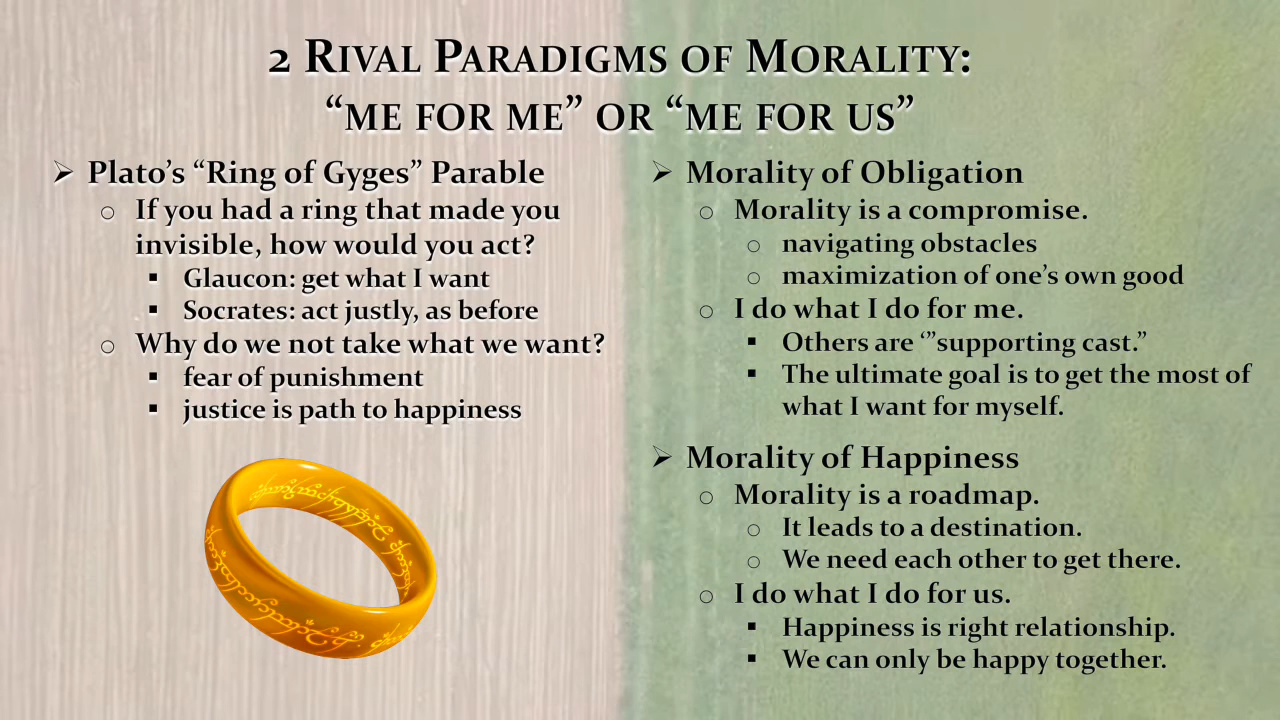 2 Rival Paradigms of Morality:
“me for me” or “me for us”
➢ Plato’s “Ring of Gyges” Parable
o If you had a ring that made you
invisible, how would you act?
▪ Glaucon: get what I want
▪ Socrates: act justly, as before
o Why do we not take what we want?
▪ fear of punishment
▪ justice is path to happiness
➢ Morality of Obligation
o Morality is a compromise.
o navigating obstacles
o maximization of one’s own good
o I do what I do for me.
▪ Others are ‘”supporting cast.”
▪ The ultimate goal is to get the most of
what I want for myself.
➢ Morality of Happiness
o Morality is a roadmap.
o It leads to a destination.
o We need each other to get there.
o I do what I do for us.
▪ Happiness is right relationship.
▪ We can only be happy together.